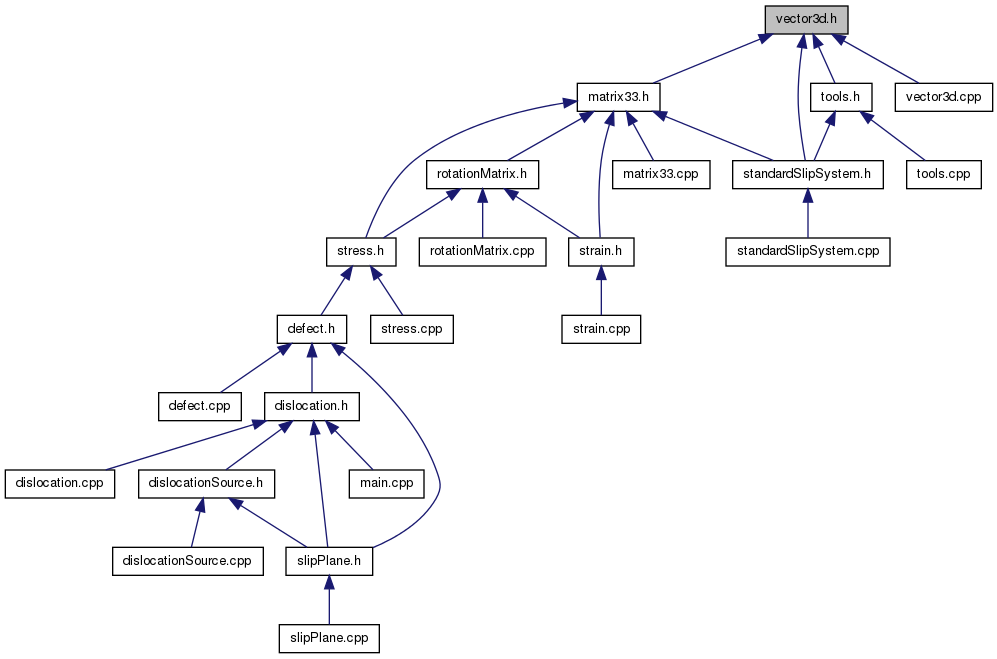 vector3d.h
matrix33.h
tools.h
vector3d.cpp
rotationMatrix.h
matrix33.cpp
standardSlipSystem.h
tools.cpp
stress.h
rotationMatrix.cpp
strain.h
standardSlipSystem.cpp
defect.h
stress.cpp
strain.cpp
defect.cpp
dislocation.h
dislocation.cpp
dislocationSource.h
main.cpp
dislocationSource.cpp
slipPlane.h
slipPlane.cpp